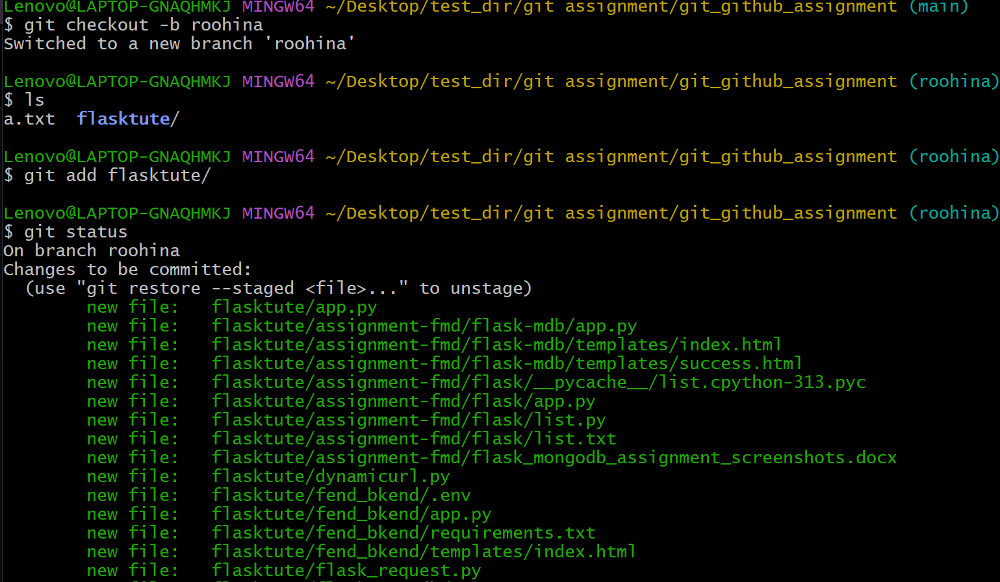 Lenovo@LAPTOP-GNAQHMKJ MINGW64 ~/Desktop/test_dir/git assignment/git_github_assignment (main)
$ git checkout -b roohina
Switched to a new branch 'roohina'
Lenovo@LAPTOP-GNAQHMKJ MINGW64 ~/Desktop/test_dir/git assignment/git_github_assignment (roohina)
$ ls
a.txt  flasktute/
Lenovo@LAPTOP-GNAQHMKJ MINGW64 ~/Desktop/test_dir/git assignment/git_github_assignment (roohina)
$ git add flasktute/
Lenovo@LAPTOP-GNAQHMKJ MINGW64 ~/Desktop/test_dir/git assignment/git_github_assignment (roohina)
$ git status
On branch roohina
Changes to be committed:
  (use "git restore --staged <file>..." to unstage)
        new file:   flasktute/app.py
        new file:   flasktute/assignment-fmd/flask-mdb/app.py
        new file:   flasktute/assignment-fmd/flask-mdb/templates/index.html
        new file:   flasktute/assignment-fmd/flask-mdb/templates/success.html
        new file:   flasktute/assignment-fmd/flask/__pycache__/list.cpython-313.pyc
        new file:   flasktute/assignment-fmd/flask/app.py
        new file:   flasktute/assignment-fmd/flask/list.py
        new file:   flasktute/assignment-fmd/flask/list.txt
        new file:   flasktute/assignment-fmd/flask_mongodb_assignment_screenshots.docx
        new file:   flasktute/dynamicurl.py
        new file:   flasktute/fend_bkend/.env
        new file:   flasktute/fend_bkend/app.py
        new file:   flasktute/fend_bkend/requirements.txt
        new file:   flasktute/fend_bkend/templates/index.html
        new file:   flasktute/flask_request.py